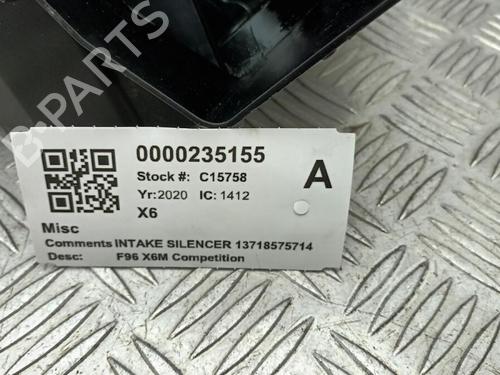 0000235155
Stock #: C15758
A
Yr:2020 IC: 1412
X6
Misc
Comments INTAKE SILENCER 13718575714
Desc: F96 X6M Competition
B-PARTS